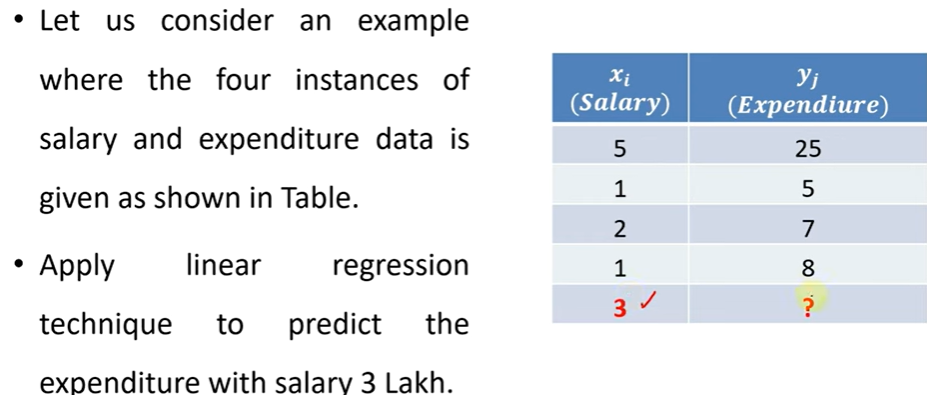 • Let us consider an example
where the four instances of
salary and expenditure data is
given as shown in Table.
• Apply linear regression
technique to predict the
expenditure with salary 3 Lakh.
xᵢ yⱼ
(Salary) (Expendiure)
5 25
1 5
2 7
1 8
3 ✓ ?